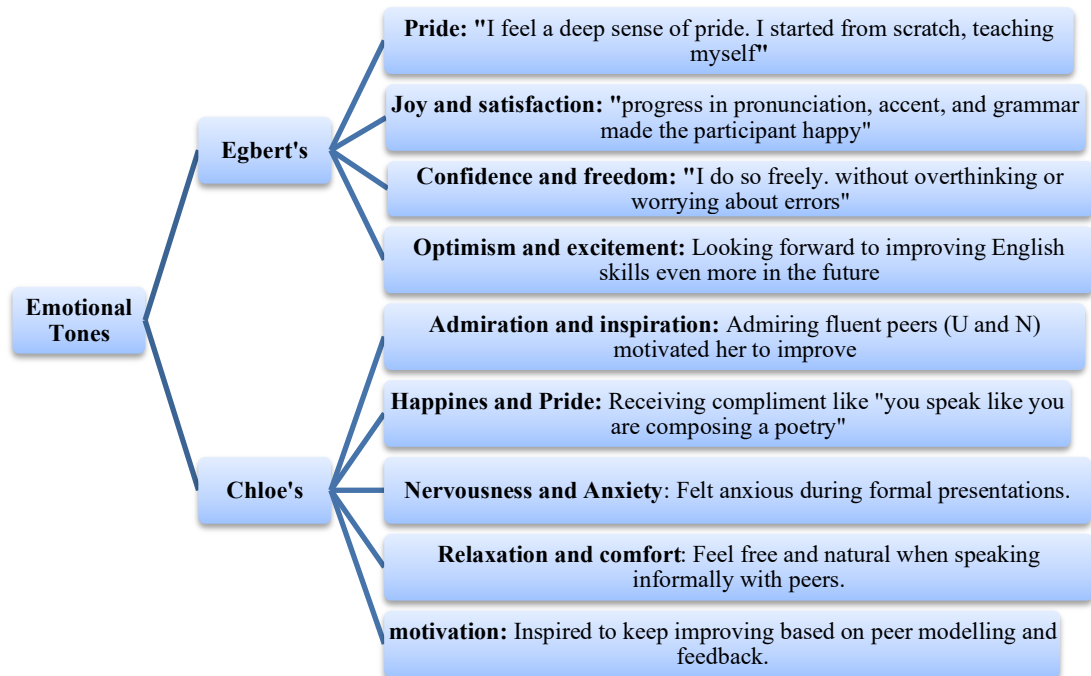 Emotional
Tones
Egbert's
Pride: "I feel a deep sense of pride. I started from scratch, teaching
myself"
Joy and satisfaction: "progress in pronunciation, accent, and grammar
made the participant happy"
Confidence and freedom: "I do so freely. without overthinking or
worrying about errors"
Optimism and excitement: Looking forward to improving English
skills even more in the future
Chloe's
Admiration and inspiration: Admiring fluent peers (U and N)
motivated her to improve
Happines and Pride: Receiving compliment like "you speak like you
are composing a poetry"
Nervousness and Anxiety: Felt anxious during formal presentations.
Relaxation and comfort: Feel free and natural when speaking
informally with peers.
motivation: Inspired to keep improving based on peer modelling and
feedback.